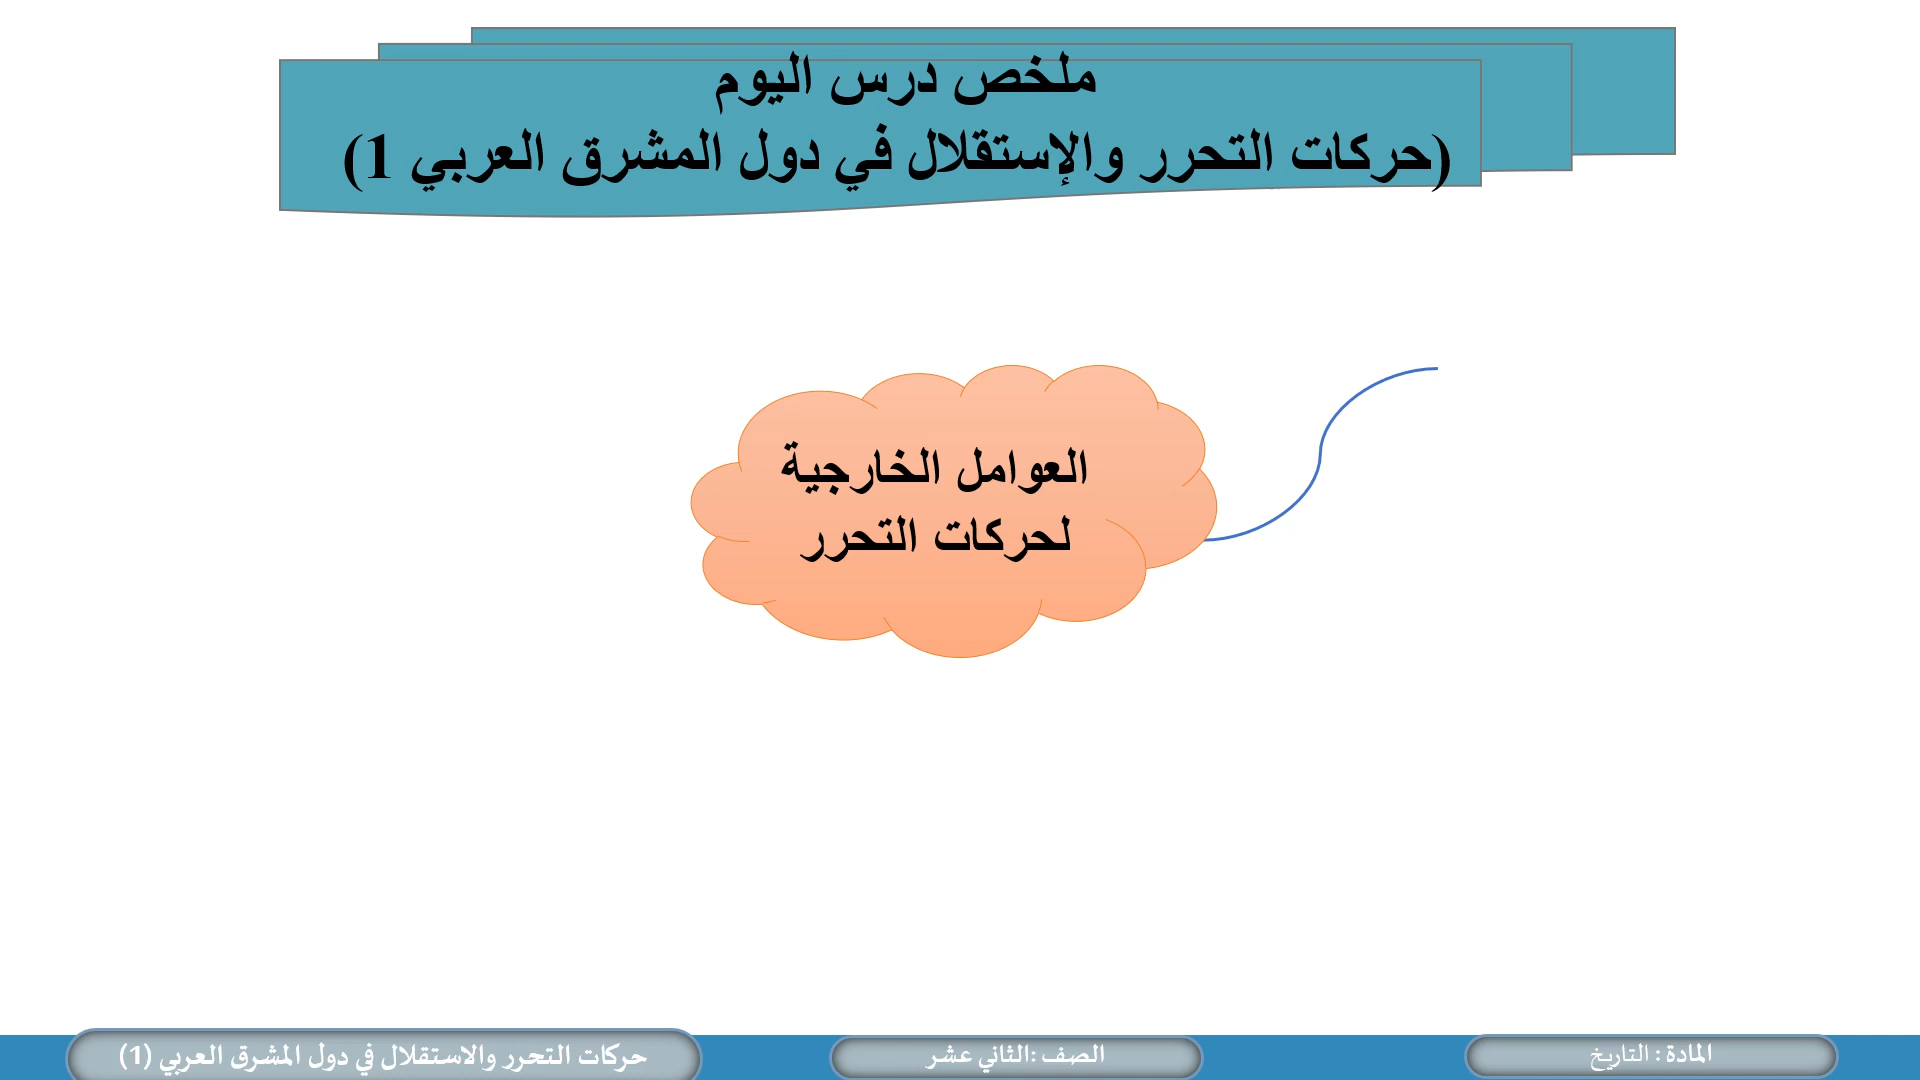 ملخص درس اليوم
(حركات التحرر والإستقلال في دول المشرق العربي 1)
العوامل الخارجية
لحركات التحرر
المادة : التاريخ
الصف :الثاني عشر
حركات التحرر والاستقلال في دول المشرق العربي (1)